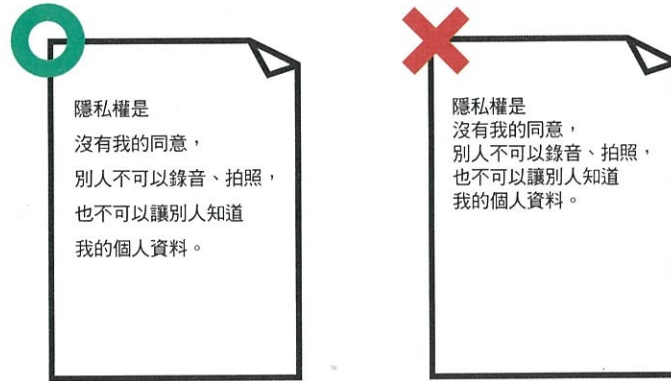 隱私權是
沒有我的同意，
別人不可以錄音、拍照，
也不可以讓別人知道
我的個人資料。
隱私權是
沒有我的同意，
別人不可以錄音、拍照，
也不可以讓別人知道
我的個人資料。